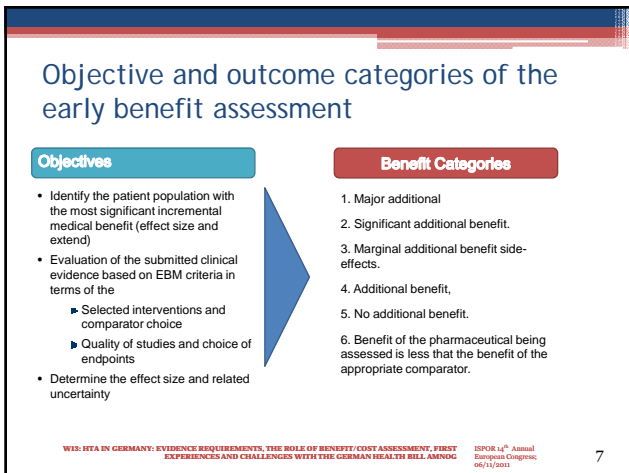 Objective and outcome categories of the
early benefit assessment
Objectives
• Identify the patient population with
the most significant incremental
medical benefit (effect size and
extend)
• Evaluation of the submitted clinical
evidence based on EBM criteria in
terms of the
Selected interventions and
comparator choice
Quality of studies and choice of
endpoints
• Determine the effect size and related
uncertainty
Benefit Categories
1. Major additional
2. Significant additional benefit.
3. Marginal additional benefit side-
effects.
4. Additional benefit,
5. No additional benefit.
6. Benefit of the pharmaceutical being
assessed is less that the benefit of the
appropriate comparator.
W13: HTA IN GERMANY: EVIDENCE REQUIREMENTS, THE ROLE OF BENEFIT/COST ASSESSMENT, FIRST
EXPERIENCES AND CHALLENGES WITH THE GERMAN HEALTH BILL AMNOG
ISPOR 14th Annual
European Congress;
06/11/2011
7